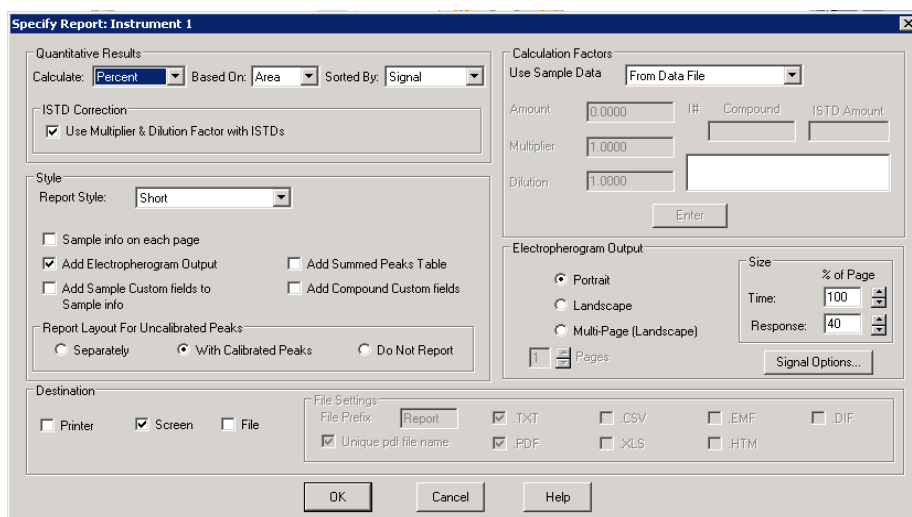 Specify Report: Instrument 1
Quantitative Results
Calculate: Percent Based On: Area Sorted By: Signal
ISTD Correction
Use Multiplier & Dilution Factor with ISTDs
Style
Report Style: Short
Sample info on each page
Add Electropherogram Output Add Summed Peaks Table
Add Sample Custom fields to Add Compound Custom fields
Sample info
Report Layout For Uncalibrated Peaks
Separately With Calibrated Peaks Do Not Report
Calculation Factors
Use Sample Data From Data File
Amount 0.0000 I# Compound ISTD Amount
Multiplier 1.0000
Dilution 1.0000
Enter
Electropherogram Output
Portrait
Landscape
Multi-Page (Landscape)
1 Pages
Size
% of Page
Time: 100
Response: 40
Signal Options...
Destination
Printer Screen File
File Settings
File Prefix Report .TXT .CSV .EMF .DIF
Unique pdf file name .PDF .XLS .HTM
OK Cancel Help